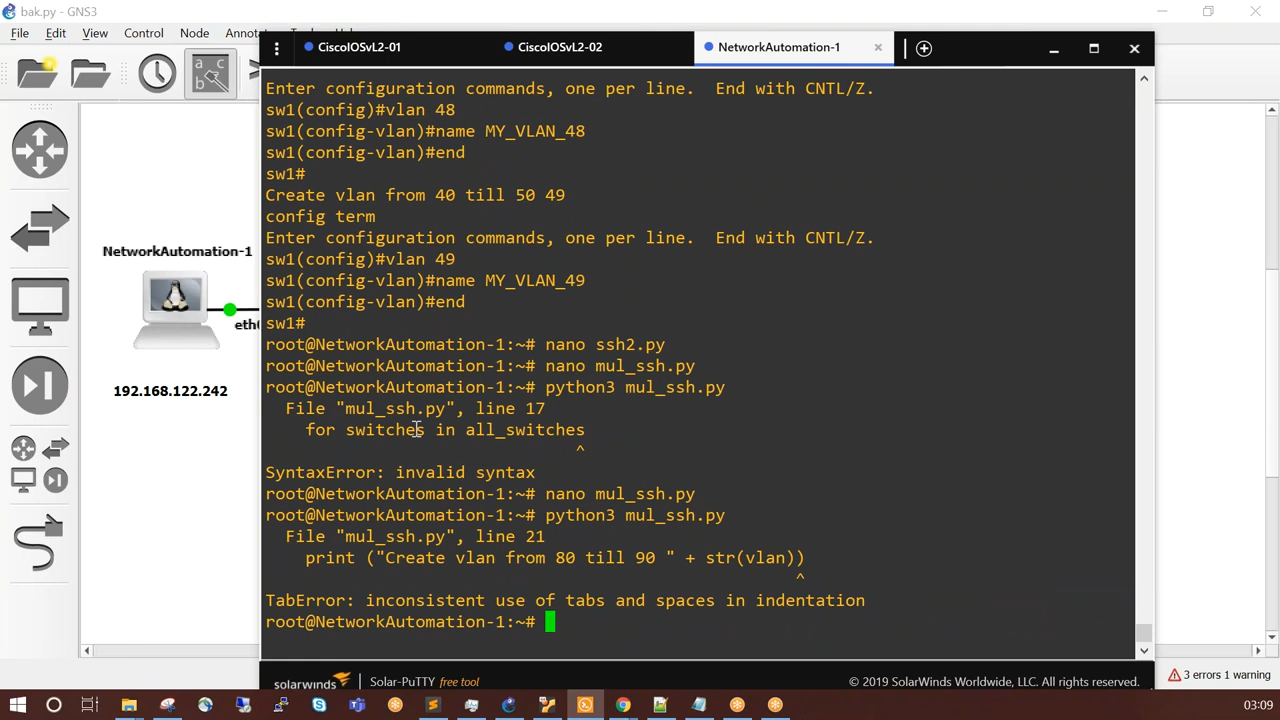 bak.py - GNS3
File Edit View Control Node Annot
CiscoIOSvL2-01
CiscoIOSvL2-02
NetworkAutomation-1
a c
b
Enter configuration commands, one per line.  End with CNTL/Z.
sw1(config)#vlan 48
sw1(config-vlan)#name MY_VLAN_48
sw1(config-vlan)#end
sw1#
Create vlan from 40 till 50 49
config term
Enter configuration commands, one per line.  End with CNTL/Z.
sw1(config)#vlan 49
sw1(config-vlan)#name MY_VLAN_49
sw1(config-vlan)#end
sw1#
root@NetworkAutomation-1:~# nano ssh2.py
root@NetworkAutomation-1:~# nano mul_ssh.py
root@NetworkAutomation-1:~# python3 mul_ssh.py
File "mul_ssh.py", line 17
for switches in all_switches
^
SyntaxError: invalid syntax
root@NetworkAutomation-1:~# nano mul_ssh.py
root@NetworkAutomation-1:~# python3 mul_ssh.py
File "mul_ssh.py", line 21
print ("Create vlan from 80 till 90 " + str(vlan))
^
TabError: inconsistent use of tabs and spaces in indentation
root@NetworkAutomation-1:~#
NetworkAutomation-1
eth
192.168.122.242
solarwinds
Solar-PuTTY free tool
© 2019 SolarWinds Worldwide, LLC. All rights reserved.
3 errors 1 warning
03:09